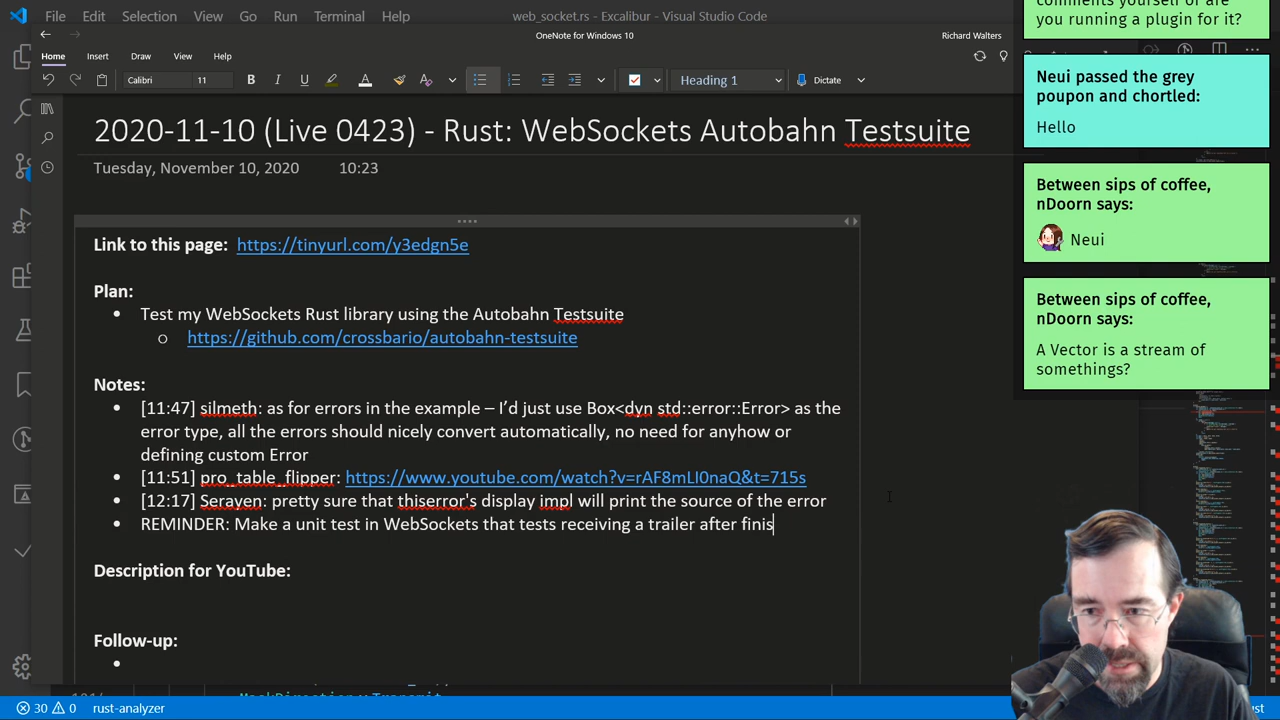 File Edit Selection View Go Run Terminal Help
web_socket.rs - Excalibur - Visual Studio Code
OneNote for Windows 10
Richard Walters
Home Insert Draw View Help
Calibri 11 B I U A Heading 1 Dictate
2020-11-10 (Live 0423) - Rust: WebSockets Autobahn Testsuite
Tuesday, November 10, 2020 10:23
Link to this page: https://tinyurl.com/y3edgn5e
Plan:
• Test my WebSockets Rust library using the Autobahn Testsuite
o https://github.com/crossbario/autobahn-testsuite
Notes:
• [11:47] silmeth: as for errors in the example – I'd just use Box<dyn std::error::Error> as the
error type, all the errors should nicely convert automatically, no need for anyhow or
defining custom Error
• [11:51] pro_table_flipper: https://www.youtube.com/watch?v=rAF8mLI0naQ&t=715s
• [12:17] Serayen: pretty sure that thiserror's display impl will print the source of the error
• REMINDER: Make a unit test in WebSockets that tests receiving a trailer after finis
Description for YouTube:
Follow-up:
•
30 0 rust-analyzer
comments yourself or are
you running a plugin for it?
Neui passed the grey
poupon and chortled:
Hello
Between sips of coffee,
nDoorn says:
Neui
Between sips of coffee,
nDoorn says:
A Vector is a stream of
somethings?